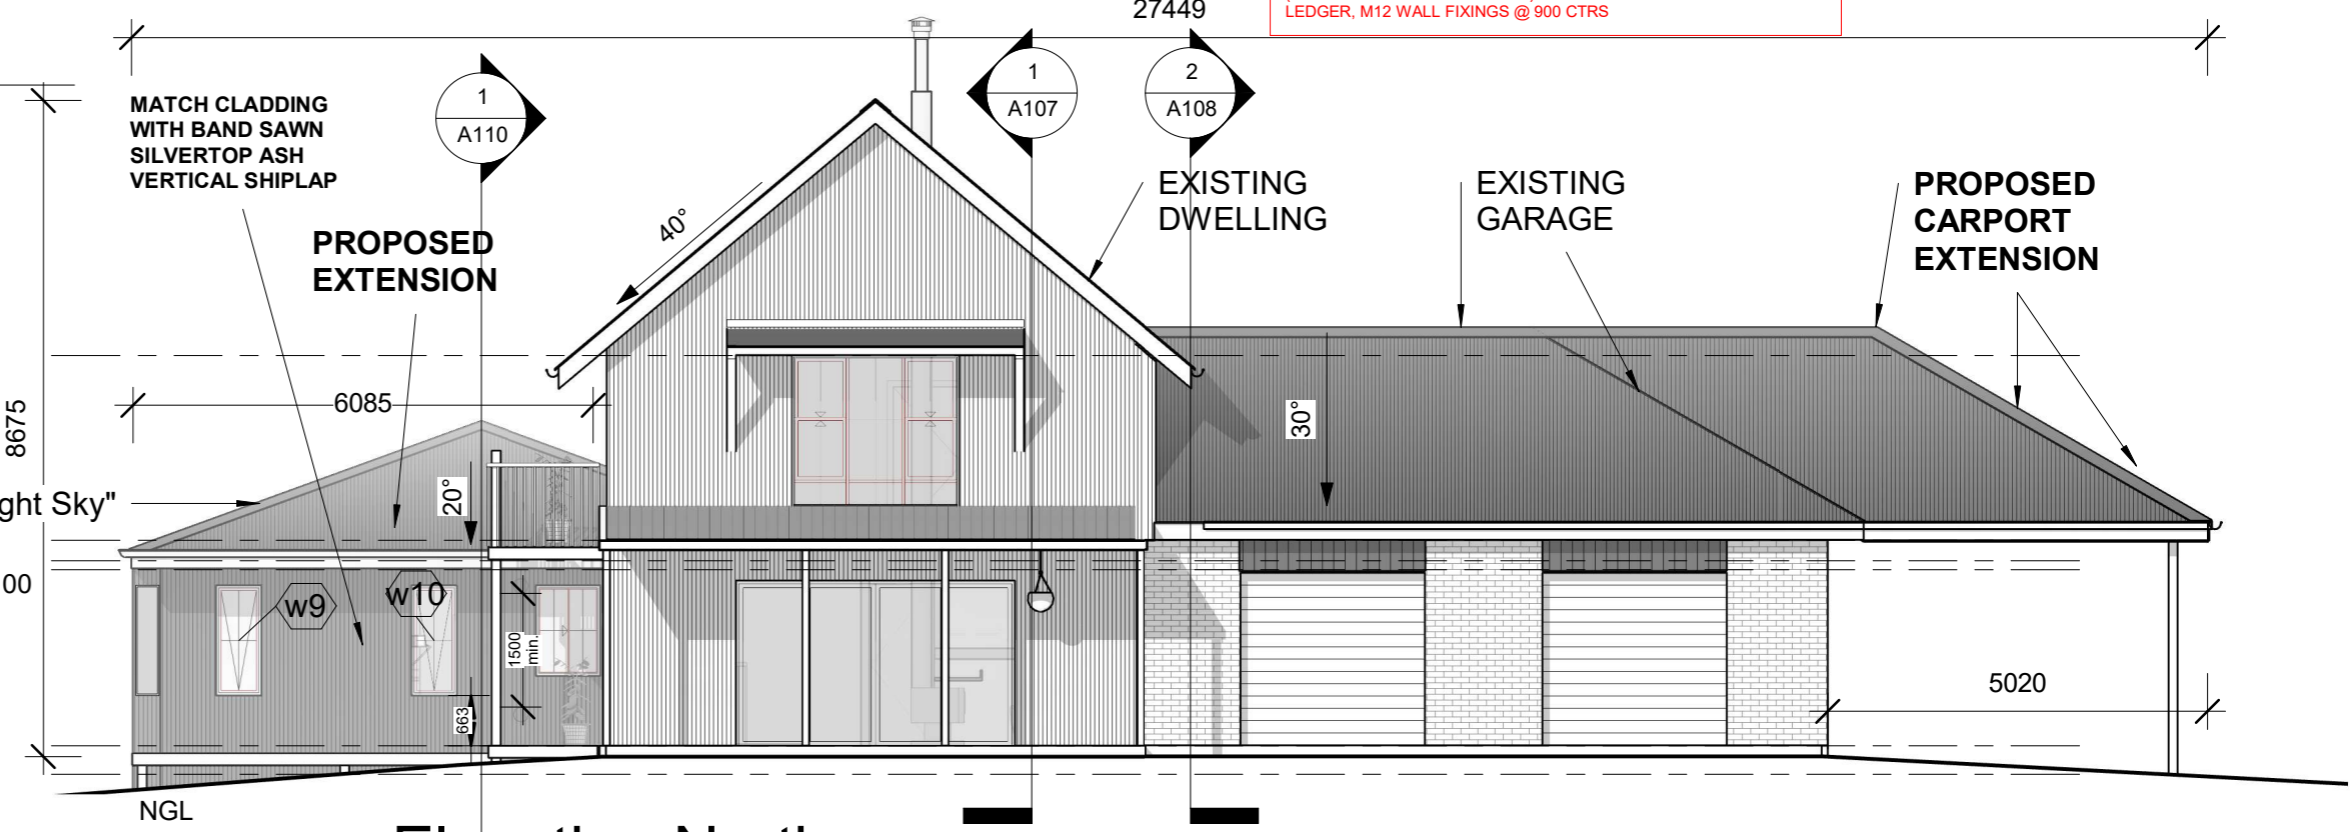 27449
LEDGER, M12 WALL FIXINGS @ 900 CTRS
MATCH CLADDING
WITH BAND SAWN
SILVERTOP ASH
VERTICAL SHIPLAP
1
A110
1
A107
2
A108
PROPOSED
EXTENSION
40°
EXISTING
DWELLING
EXISTING
GARAGE
PROPOSED
CARPORT
EXTENSION
8675
6085
30°
20°
ght Sky"
00
w9
w10
1500
min.
663
5020
NGL